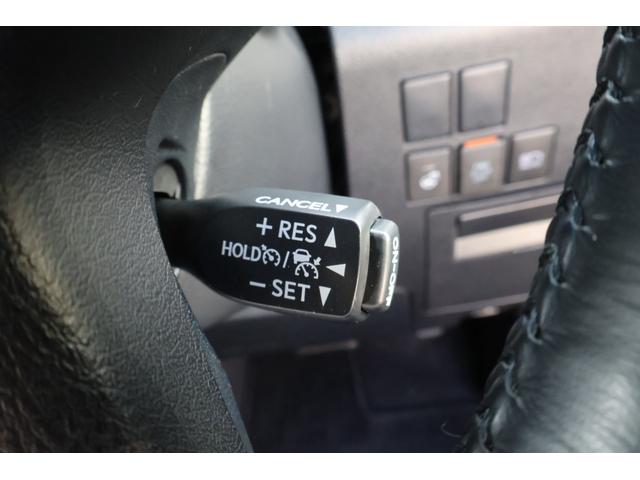 CANCEL▼
+ RES ▲
HOLD / ◀
− SET ▼
ON-OFF